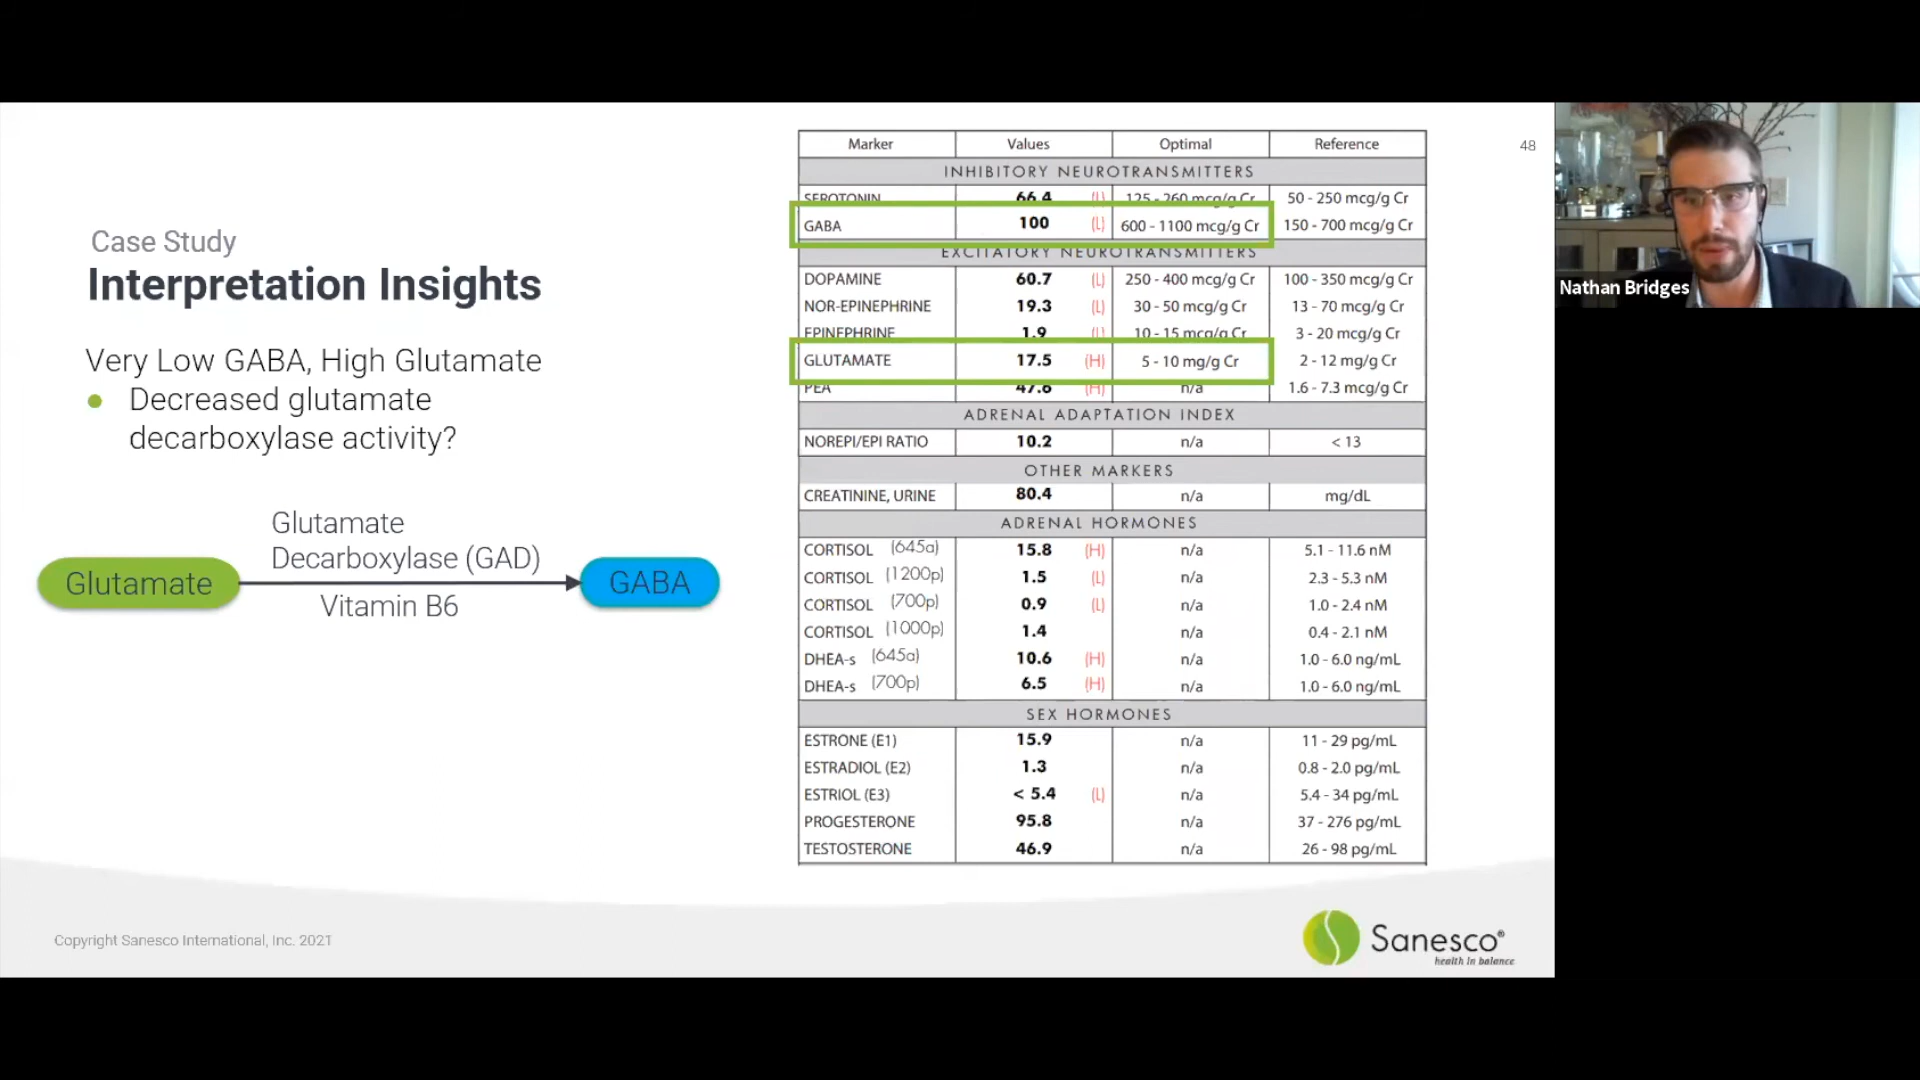 48
Case Study
Interpretation Insights
Very Low GABA, High Glutamate
• Decreased glutamate
decarboxylase activity?
Glutamate
Decarboxylase (GAD)
Glutamate
GABA
Vitamin B6
Marker Values Optimal Reference
INHIBITORY NEUROTRANSMITTERS
SEROTONIN 66.4 (L) 125 - 260 mcg/g Cr 50 - 250 mcg/g Cr
GABA 100 (L) 600 - 1100 mcg/g Cr 150 - 700 mcg/g Cr
EXCITATORY NEUROTRANSMITTERS
DOPAMINE 60.7 (L) 250 - 400 mcg/g Cr 100 - 350 mcg/g Cr
NOR-EPINEPHRINE 19.3 (L) 30 - 50 mcg/g Cr 13 - 70 mcg/g Cr
EPINEPHRINE 1.9 (L) 10 - 15 mcg/g Cr 3 - 20 mcg/g Cr
GLUTAMATE 17.5 (H) 5 - 10 mg/g Cr 2 - 12 mg/g Cr
PEA 47.6 (H) n/a 1.6 - 7.3 mcg/g Cr
ADRENAL ADAPTATION INDEX
NOREPI/EPI RATIO 10.2 n/a < 13
OTHER MARKERS
CREATININE, URINE 80.4 n/a mg/dL
ADRENAL HORMONES
CORTISOL (645a) 15.8 (H) n/a 5.1 - 11.6 nM
CORTISOL (1200p) 1.5 (L) n/a 2.3 - 5.3 nM
CORTISOL (700p) 0.9 (L) n/a 1.0 - 2.4 nM
CORTISOL (1000p) 1.4 n/a 0.4 - 2.1 nM
DHEA-s (645a) 10.6 (H) n/a 1.0 - 6.0 ng/mL
DHEA-s (700p) 6.5 (H) n/a 1.0 - 6.0 ng/mL
SEX HORMONES
ESTRONE (E1) 15.9 n/a 11 - 29 pg/mL
ESTRADIOL (E2) 1.3 n/a 0.8 - 2.0 pg/mL
ESTRIOL (E3) < 5.4 (L) n/a 5.4 - 34 pg/mL
PROGESTERONE 95.8 n/a 37 - 276 pg/mL
TESTOSTERONE 46.9 n/a 26 - 98 pg/mL
Copyright Sanesco International, Inc. 2021
Sanesco®
health in balance
Nathan Bridges